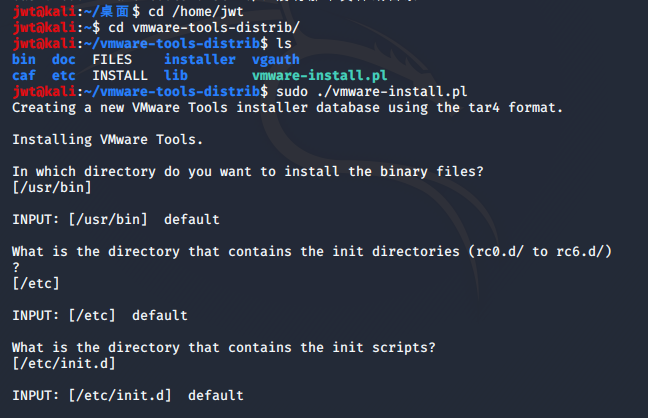 jwt@kali:~/桌面$ cd /home/jwt
jwt@kali:~$ cd vmware-tools-distrib/
jwt@kali:~/vmware-tools-distrib$ ls
bin  doc  FILES    installer  vgauth
caf  etc  INSTALL  lib        vmware-install.pl
jwt@kali:~/vmware-tools-distrib$ sudo ./vmware-install.pl
Creating a new VMware Tools installer database using the tar4 format.
Installing VMware Tools.
In which directory do you want to install the binary files?
[/usr/bin]
INPUT: [/usr/bin]  default
What is the directory that contains the init directories (rc0.d/ to rc6.d/)
?
[/etc]
INPUT: [/etc]  default
What is the directory that contains the init scripts?
[/etc/init.d]
INPUT: [/etc/init.d]  default